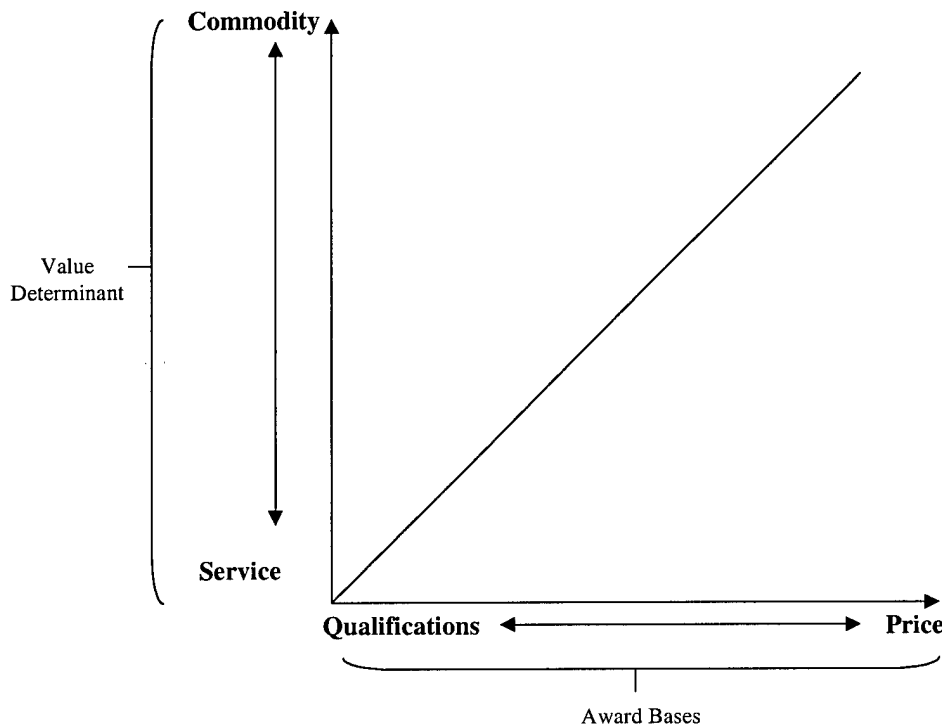 Commodity
Value
Determinant
Service
Qualifications Price
Award Bases